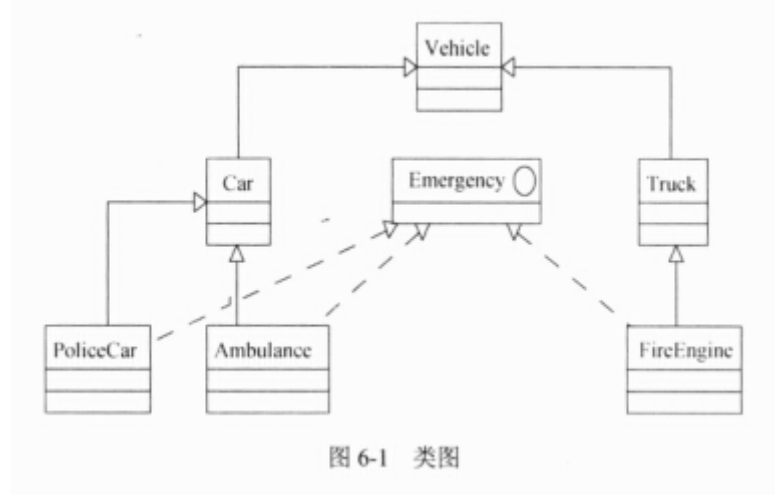 Vehicle
Car
Emergency
Truck
PoliceCar
Ambulance
FireEngine
图 6-1 类图